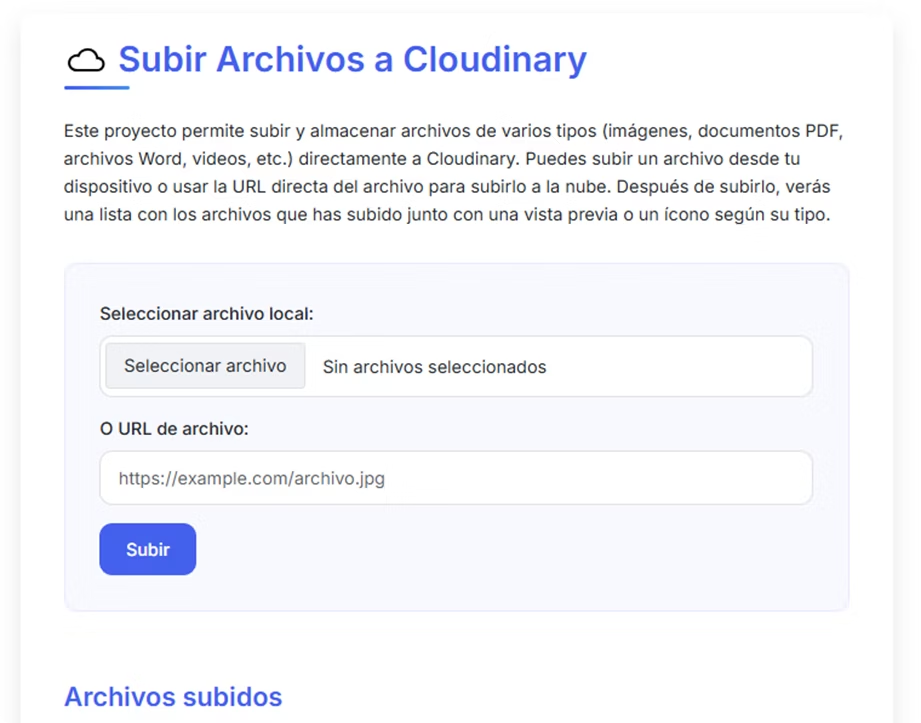 Subir Archivos a Cloudinary
Este proyecto permite subir y almacenar archivos de varios tipos (imágenes, documentos PDF,
archivos Word, videos, etc.) directamente a Cloudinary. Puedes subir un archivo desde tu
dispositivo o usar la URL directa del archivo para subirlo a la nube. Después de subirlo, verás
una lista con los archivos que has subido junto con una vista previa o un ícono según su tipo.
Seleccionar archivo local:
Seleccionar archivo Sin archivos seleccionados
O URL de archivo:
https://example.com/archivo.jpg
Subir
Archivos subidos